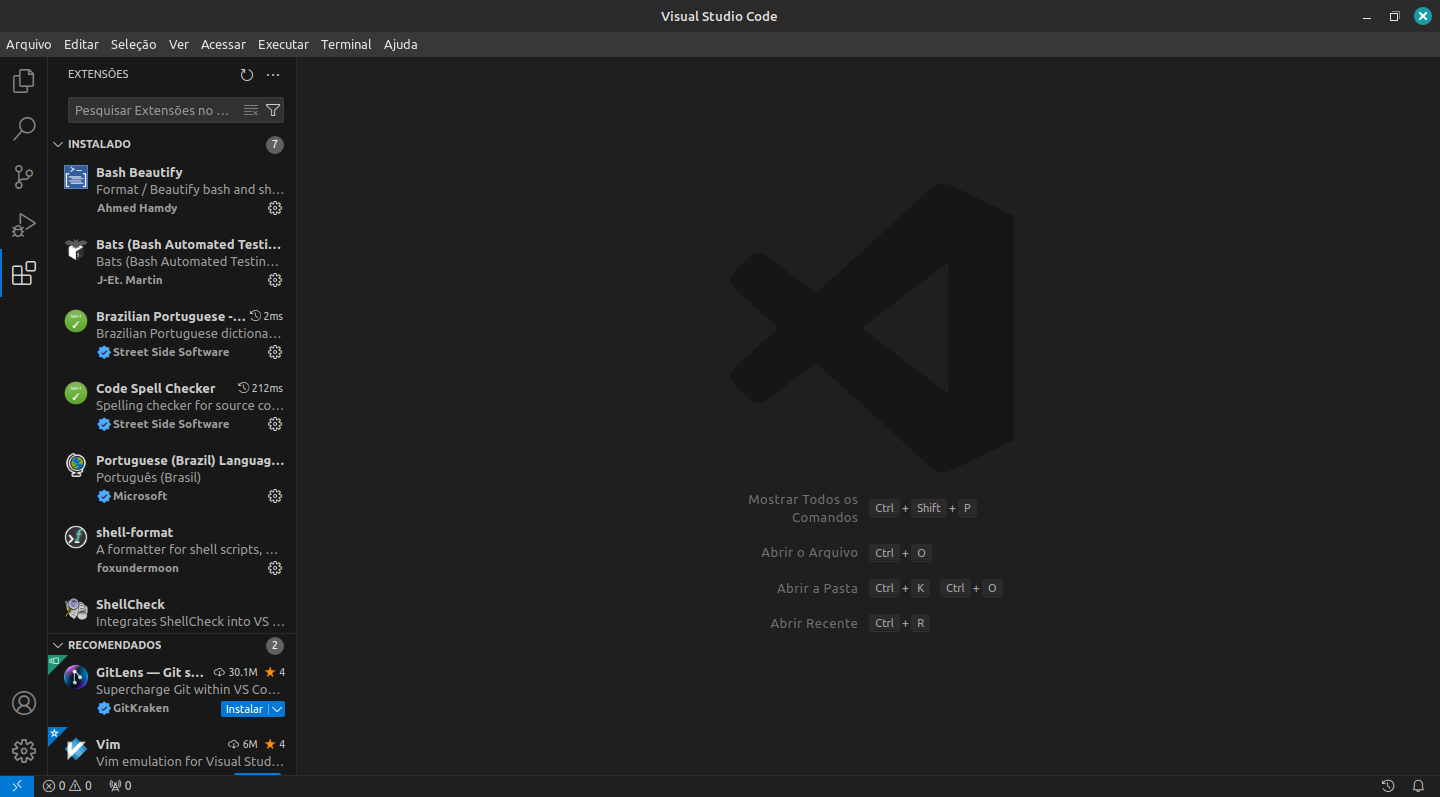 Visual Studio Code
Arquivo Editar Seleção Ver Acessar Executar Terminal Ajuda
EXTENSÕES
Pesquisar Extensões no ...
INSTALADO 7
Bash Beautify
Format / Beautify bash and sh...
Ahmed Hamdy
Bats (Bash Automated Testi...
Bats (Bash Automated Testin...
J-Et. Martin
Brazilian Portuguese -... 2ms
Brazilian Portuguese dictiona...
Street Side Software
Code Spell Checker 212ms
Spelling checker for source co...
Street Side Software
Portuguese (Brazil) Languag...
Português (Brasil)
Microsoft
shell-format
A formatter for shell scripts, ...
foxundermoon
ShellCheck
Integrates ShellCheck into VS ...
RECOMENDADOS 2
GitLens — Git s... 30.1M 4
Supercharge Git within VS Co...
GitKraken Instalar
Vim 6M 4
Vim emulation for Visual Stud...
Mostrar Todos os
Comandos Ctrl + Shift + P
Abrir o Arquivo Ctrl + O
Abrir a Pasta Ctrl + K Ctrl + O
Abrir Recente Ctrl + R
0 0 0